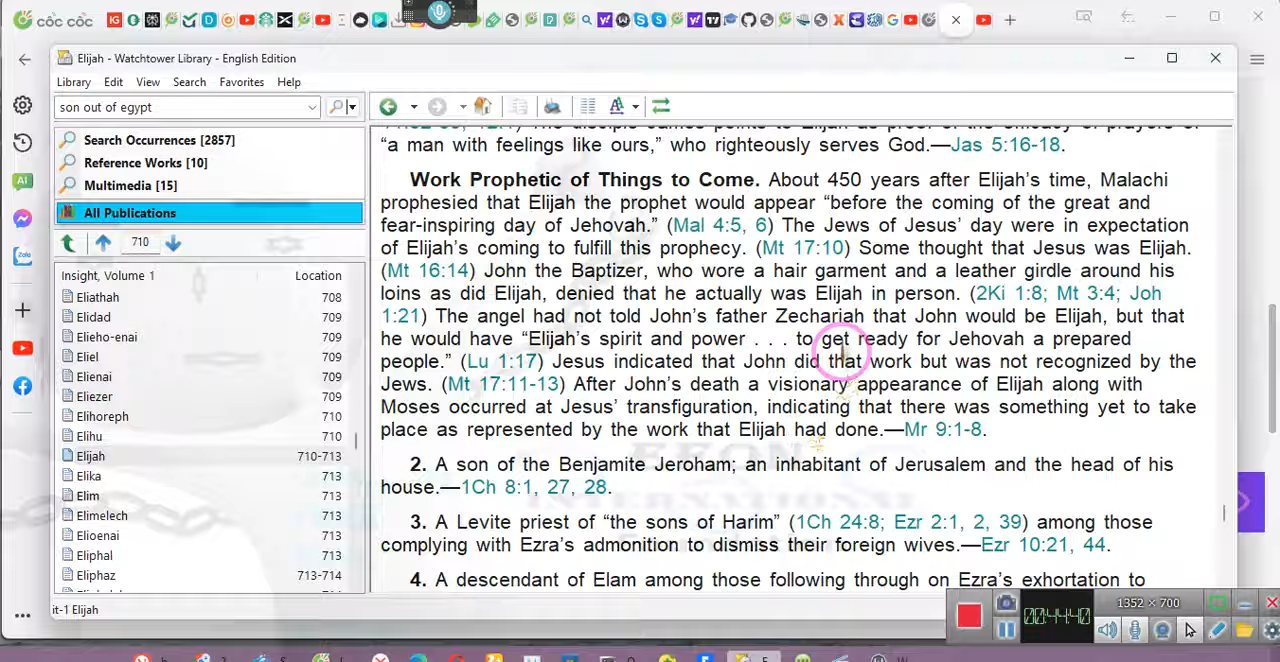 cốc cốc
Elijah - Watchtower Library - English Edition
Library Edit View Search Favorites Help
son out of egypt
Search Occurrences [2857]
Reference Works [10]
Multimedia [15]
All Publications
710
Insight, Volume 1 Location
Eliathah 708
Elidad 709
Elieho-enai 709
Eliel 709
Elienai 709
Eliezer 709
Elihoreph 710
Elihu 710
Elijah 710-713
Elika 713
Elim 713
Elimelech 713
Elioenai 713
Eliphal 713
Eliphaz 713-714
it-1 Elijah
“a man with feelings like ours,” who righteously serves God.—Jas 5:16-18.
Work Prophetic of Things to Come. About 450 years after Elijah’s time, Malachi
prophesied that Elijah the prophet would appear “before the coming of the great and
fear-inspiring day of Jehovah.” (Mal 4:5, 6) The Jews of Jesus’ day were in expectation
of Elijah’s coming to fulfill this prophecy. (Mt 17:10) Some thought that Jesus was Elijah.
(Mt 16:14) John the Baptizer, who wore a hair garment and a leather girdle around his
loins as did Elijah, denied that he actually was Elijah in person. (2Ki 1:8; Mt 3:4; Joh
1:21) The angel had not told John’s father Zechariah that John would be Elijah, but that
he would have “Elijah’s spirit and power . . . to get ready for Jehovah a prepared
people.” (Lu 1:17) Jesus indicated that John did that work but was not recognized by the
Jews. (Mt 17:11-13) After John’s death a visionary appearance of Elijah along with
Moses occurred at Jesus’ transfiguration, indicating that there was something yet to take
place as represented by the work that Elijah had done.—Mr 9:1-8.
2. A son of the Benjamite Jeroham; an inhabitant of Jerusalem and the head of his
house.—1Ch 8:1, 27, 28.
3. A Levite priest of “the sons of Harim” (1Ch 24:8; Ezr 2:1, 2, 39) among those
complying with Ezra’s admonition to dismiss their foreign wives.—Ezr 10:21, 44.
4. A descendant of Elam among those following through on Ezra’s exhortation to
1352 × 700
00:44:40